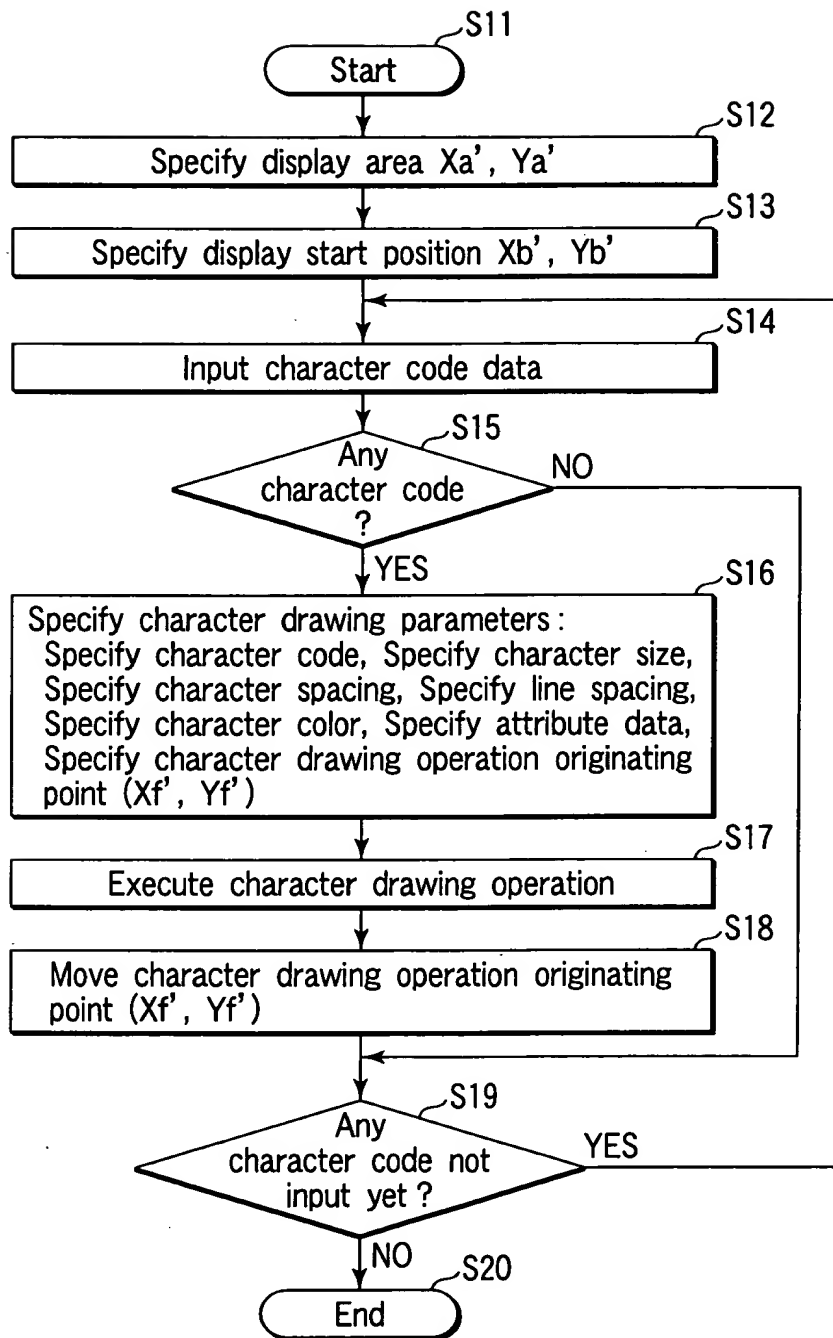 S11
Start
S12
Specify display area Xa', Ya'
S13
Specify display start position Xb', Yb'
S14
Input character code data
S15
Any
character code
?
NO
YES
S16
Specify character drawing parameters :
Specify character code, Specify character size,
Specify character spacing, Specify line spacing,
Specify character color, Specify attribute data,
Specify character drawing operation originating
point (Xf', Yf')
S17
Execute character drawing operation
S18
Move character drawing operation originating
point (Xf', Yf')
S19
Any
character code not
input yet ?
YES
NO
S20
End